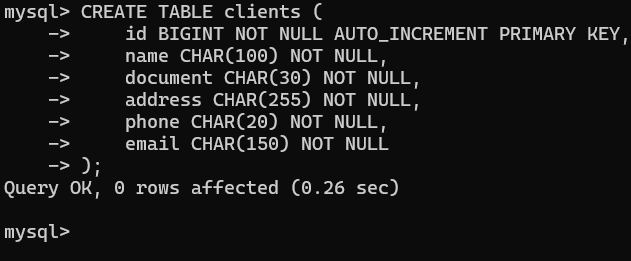 mysql> CREATE TABLE clients (
    ->     id BIGINT NOT NULL AUTO_INCREMENT PRIMARY KEY,
    ->     name CHAR(100) NOT NULL,
    ->     document CHAR(30) NOT NULL,
    ->     address CHAR(255) NOT NULL,
    ->     phone CHAR(20) NOT NULL,
    ->     email CHAR(150) NOT NULL
    -> );
Query OK, 0 rows affected (0.26 sec)
mysql>